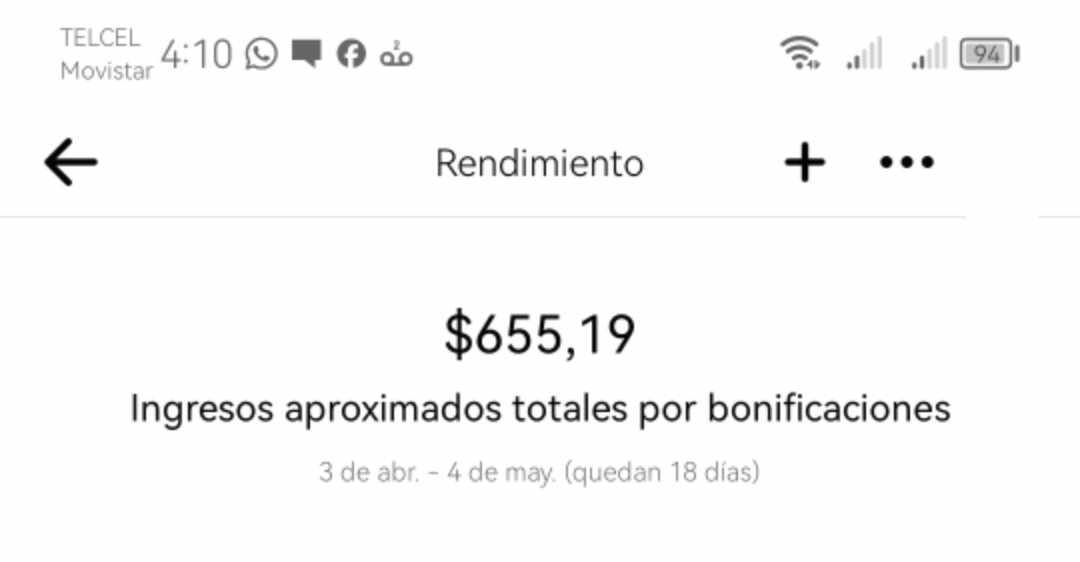 TELCEL
Movistar
4:10
2
94
Rendimiento
$655,19
Ingresos aproximados totales por bonificaciones
3 de abr. - 4 de may. (quedan 18 días)